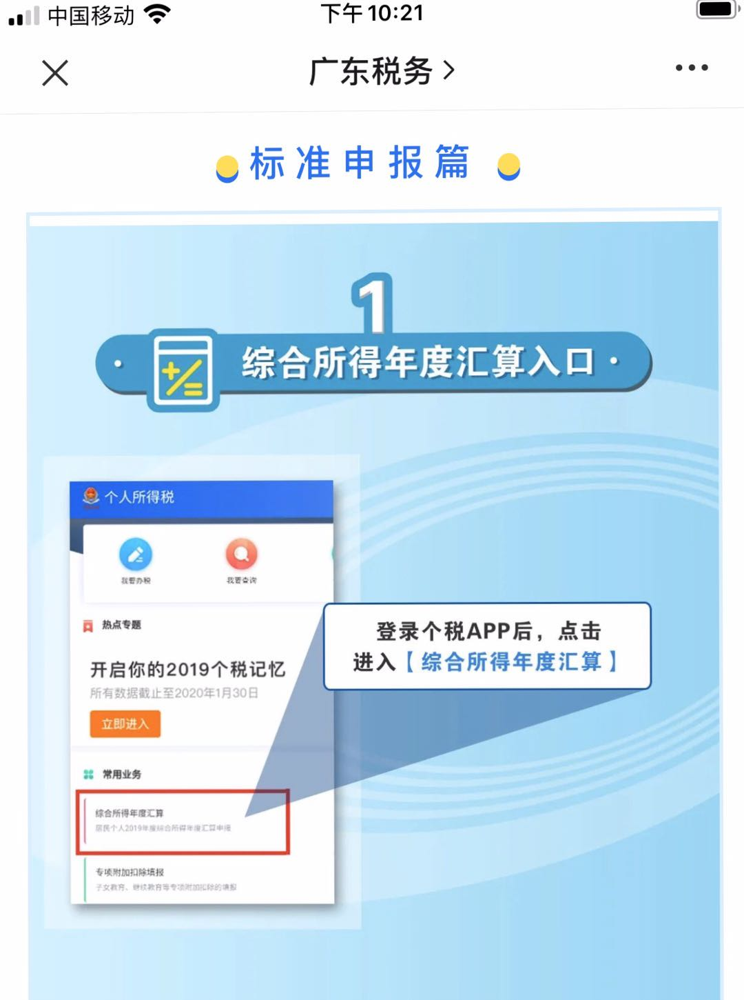 中国移动
下午10:21
广东税务
标准申报篇
1
综合所得年度汇算入口
个人所得税
我要办税
我要查询
热点专题
开启你的2019个税记忆
所有数据截止至2020年1月30日
立即进入
登录个税APP后，点击
进入【综合所得年度汇算】
常用业务
综合所得年度汇算
居民个人2019年度综合所得年度汇算申报
专项附加扣除填报
子女教育、继续教育等专项附加扣除的填报